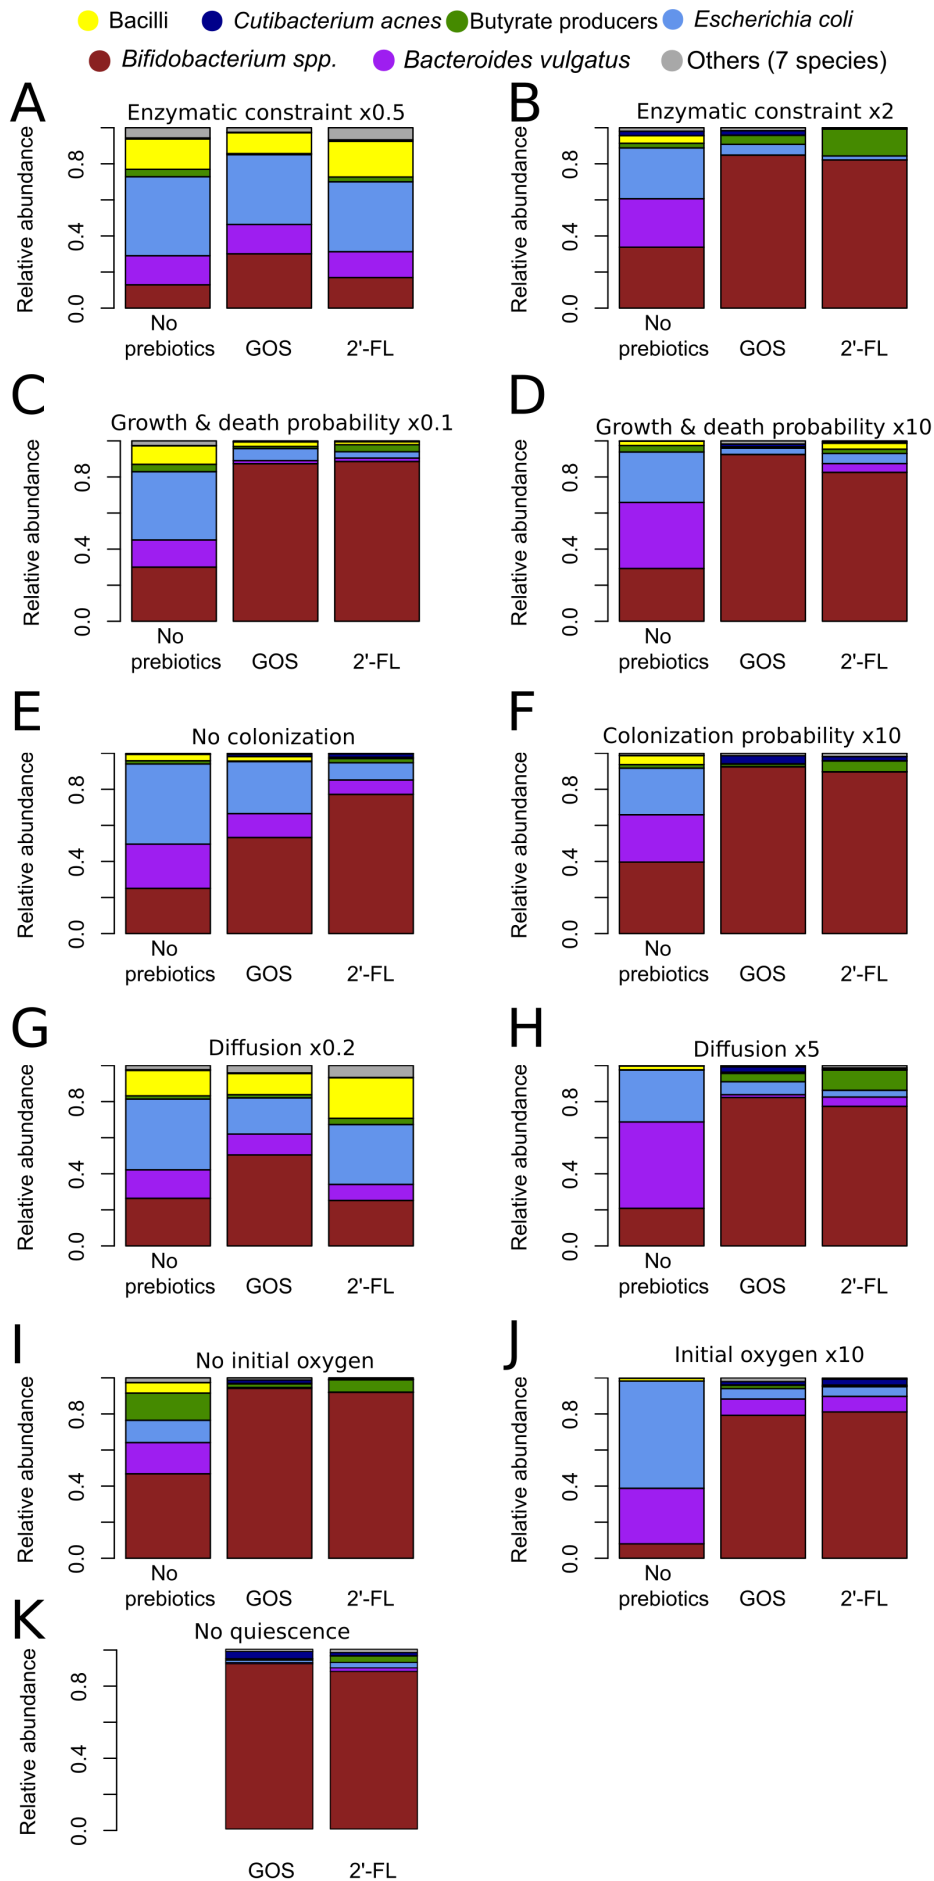 Bacilli Cutibacterium acnes Butyrate producers Escherichia coli
Bifidobacterium spp. Bacteroides vulgatus Others (7 species)
A
Enzymatic constraint x0.5
Relative abundance
0.0 0.4 0.8
No prebiotics GOS 2'-FL
B
Enzymatic constraint x2
Relative abundance
0.0 0.4 0.8
No prebiotics GOS 2'-FL
C
Growth & death probability x0.1
Relative abundance
0.0 0.4 0.8
No prebiotics GOS 2'-FL
D
Growth & death probability x10
Relative abundance
0.0 0.4 0.8
No prebiotics GOS 2'-FL
E
No colonization
Relative abundance
0.0 0.4 0.8
No prebiotics GOS 2'-FL
F
Colonization probability x10
Relative abundance
0.0 0.4 0.8
No prebiotics GOS 2'-FL
G
Diffusion x0.2
Relative abundance
0.0 0.4 0.8
No prebiotics GOS 2'-FL
H
Diffusion x5
Relative abundance
0.0 0.4 0.8
No prebiotics GOS 2'-FL
I
No initial oxygen
Relative abundance
0.0 0.4 0.8
No prebiotics GOS 2'-FL
J
Initial oxygen x10
Relative abundance
0.0 0.4 0.8
No prebiotics GOS 2'-FL
K
No quiescence
Relative abundance
0.0 0.4 0.8
GOS 2'-FL